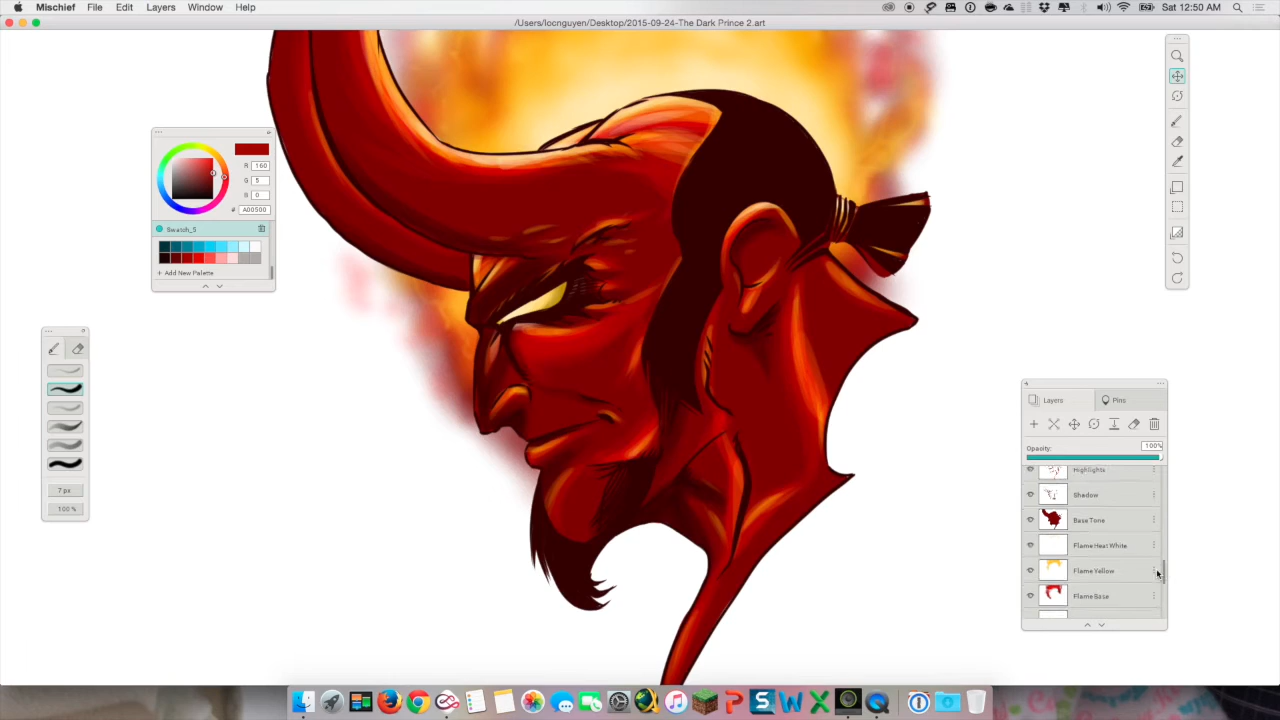 Mischief File Edit Layers Window Help Sat 12:50 AM
/Users/locnguyen/Desktop/2015-09-24-The Dark Prince 2.art
R 160
G 5
B 0
# A00500
Swatch_5
+ Add New Palette
7 px
100 %
Layers Pins
Opacity: 100%
Highlights
Shadow
Base Tone
Flame Heat White
Flame Yellow
Flame Base